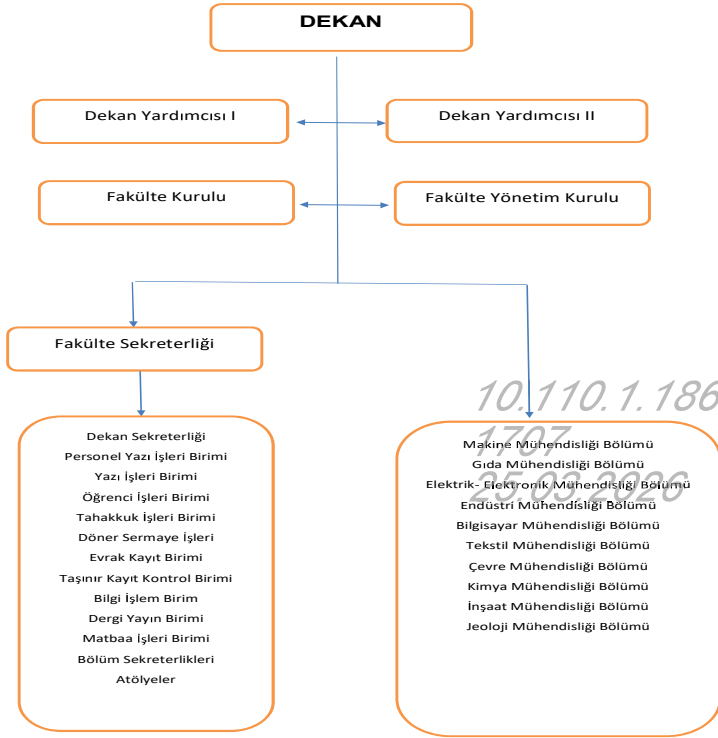 DEKAN
Dekan Yardımcısı I
Dekan Yardımcısı II
Fakülte Kurulu
Fakülte Yönetim Kurulu
Fakülte Sekreterliği
Dekan Sekreterliği
Personel Yazı İşleri Birimi
Yazı İşleri Birimi
Öğrenci İşleri Birimi
Tahakkuk İşleri Birimi
Döner Sermaye İşleri
Evrak Kayıt Birimi
Taşınır Kayıt Kontrol Birimi
Bilgi İşlem Birim
Dergi Yayın Birimi
Matbaa İşleri Birimi
Bölüm Sekreterlikleri
Atölyeler
Makine Mühendisliği Bölümü
Gıda Mühendisliği Bölümü
Elektrik- Elektronik Mühendisliği Bölümü
Endüstri Mühendisliği Bölümü
Bilgisayar Mühendisliği Bölümü
Tekstil Mühendisliği Bölümü
Çevre Mühendisliği Bölümü
Kimya Mühendisliği Bölümü
İnşaat Mühendisliği Bölümü
Jeoloji Mühendisliği Bölümü
10.110.1.186
1707
25.03.2026